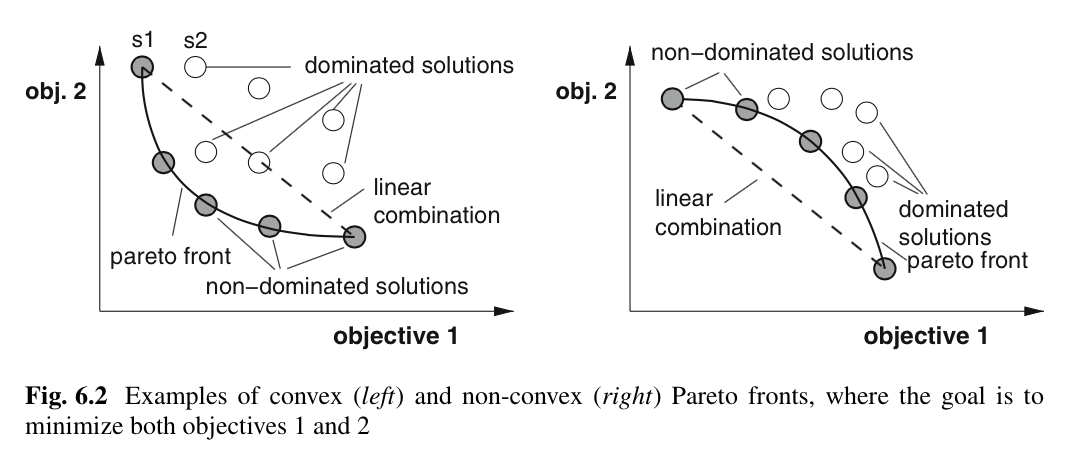 s1 s2
dominated solutions
obj. 2
linear
combination
pareto front
non−dominated solutions
objective 1
non−dominated solutions
obj. 2
linear
combination
dominated
solutions
pareto front
objective 1
Fig. 6.2 Examples of convex (left) and non-convex (right) Pareto fronts, where the goal is to
minimize both objectives 1 and 2